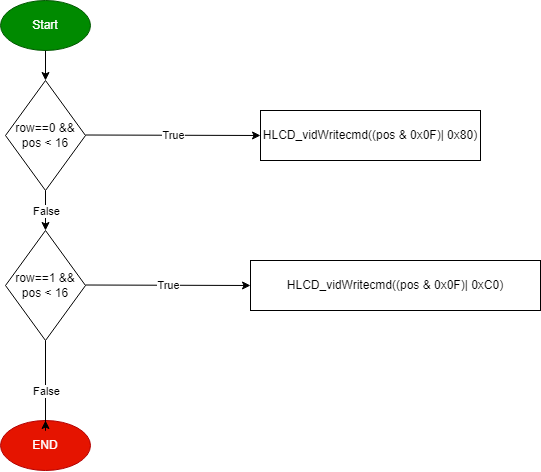 Start
row==0 &&
pos < 16
True
HLCD_vidWritecmd((pos & 0x0F)| 0x80)
False
row==1 &&
pos < 16
True
HLCD_vidWritecmd((pos & 0x0F)| 0xC0)
False
END